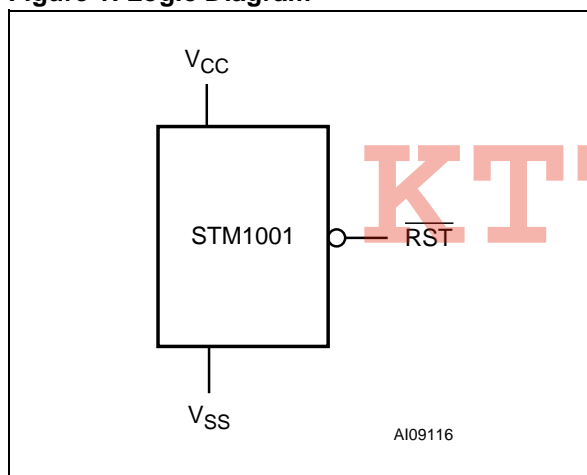 Figure 1. Logic Diagram
VCC
STM1001
RST
VSS
AI09116